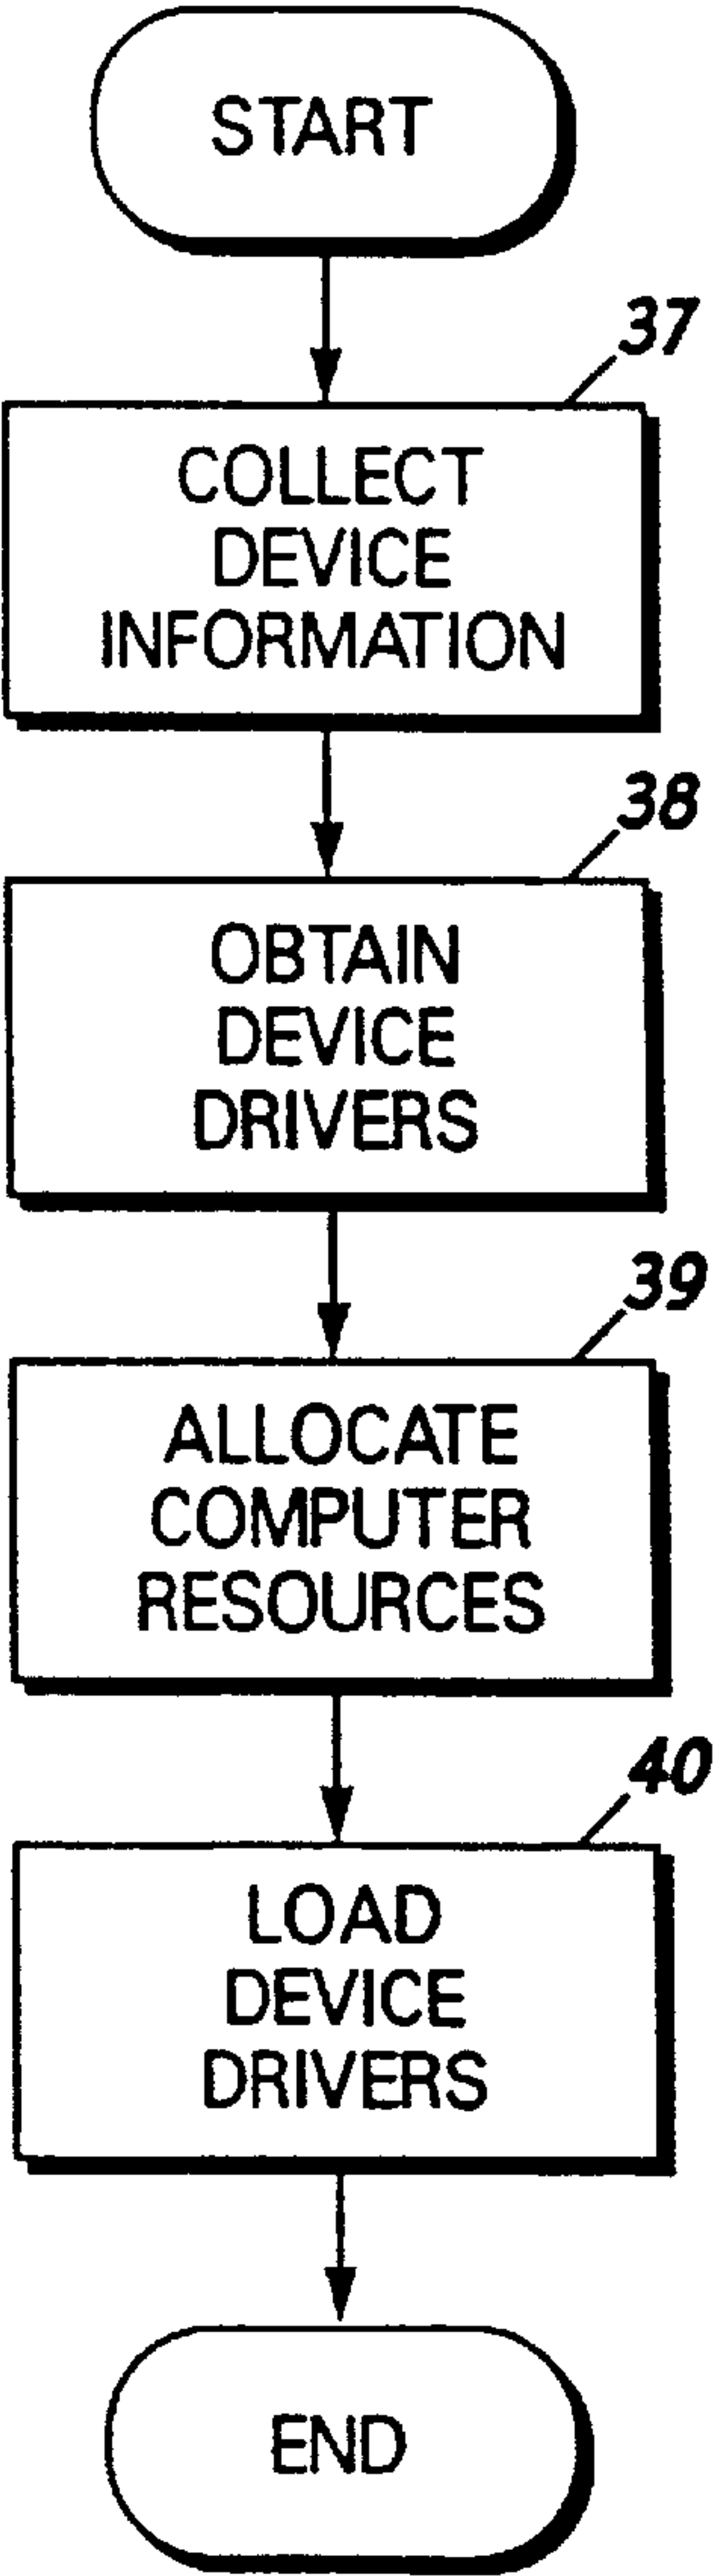 START
37
COLLECT
DEVICE
INFORMATION
38
OBTAIN
DEVICE
DRIVERS
39
ALLOCATE
COMPUTER
RESOURCES
40
LOAD
DEVICE
DRIVERS
END